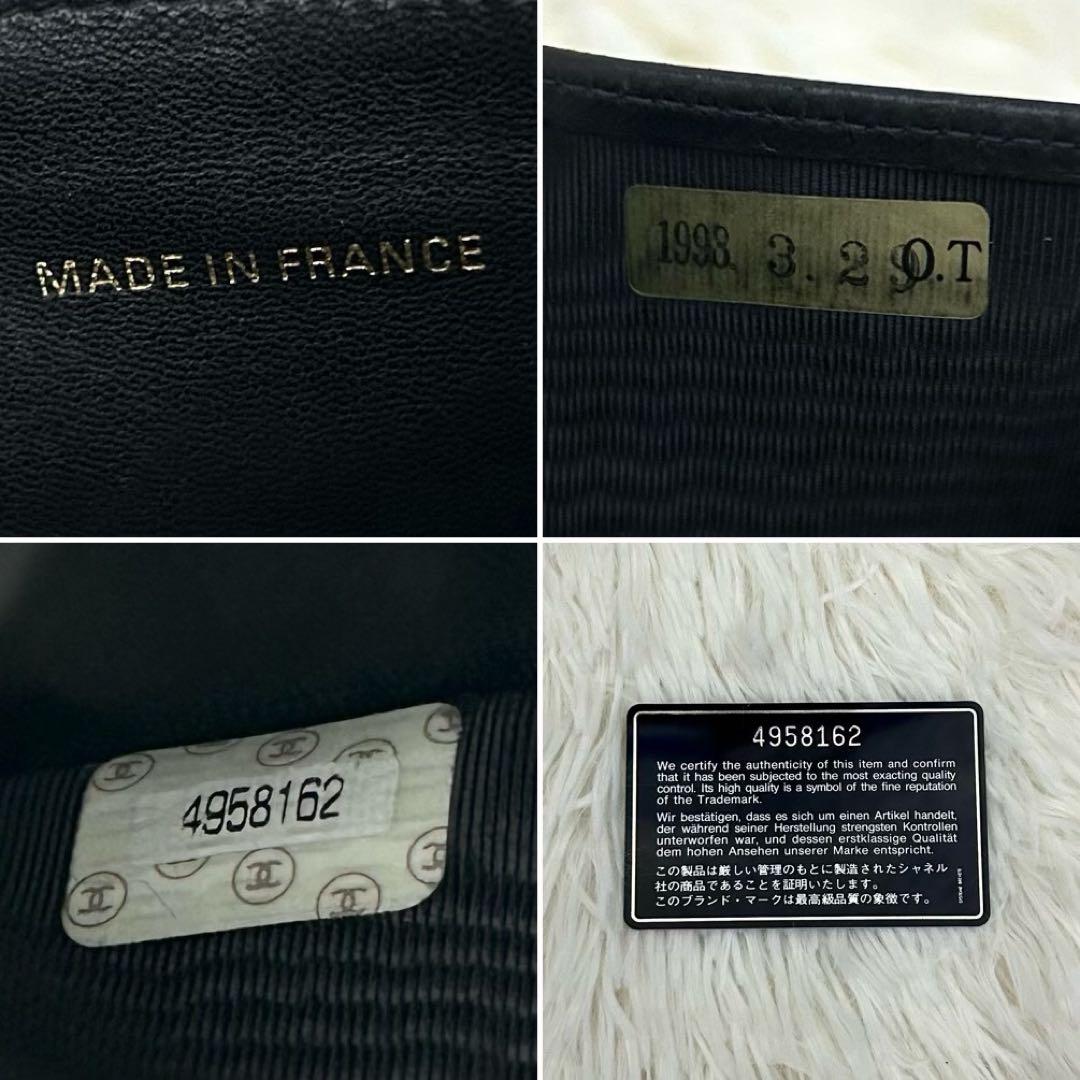 MADE IN FRANCE
1998. 3. 29 O.T
4958162
4958162
We certify the authenticity of this item and confirm
that it has been subjected to the most exacting quality
control. Its high quality is a symbol of the fine reputation
of the Trademark.
Wir bestätigen, dass es sich um einen Artikel handelt,
der während seiner Herstellung strengsten Kontrollen
unterworfen war, und dessen erstklassige Qualität
dem hohen Ansehen unserer Marke entspricht.
この製品は厳しい管理のもとに製造されたシャネル
社の商品であることを証明いたします。
このブランド・マークは最高級品質の象徴です。